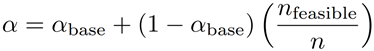 α = α_base + (1 − α_base) (n_feasible / n)